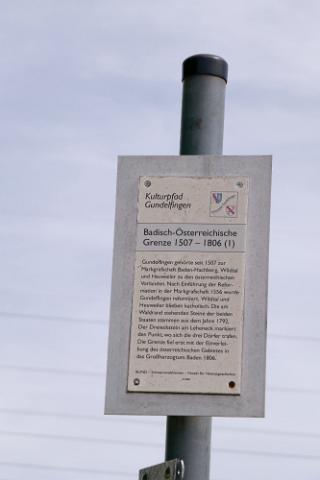 Kulturpfad
Gundelfingen
Badisch-Österreichische
Grenze 1507 – 1806 (1)
Gundelfingen gehörte seit 1507 zur
Markgrafschaft Baden-Hachberg, Wildtal
und Heuweiler zu den österreichischen
Vorlanden. Nach Einführung der Refor-
mation in der Markgrafschaft 1556 wurde
Gundelfingen reformiert, Wildtal und
Heuweiler blieben katholisch. Die am
Waldrand stehenden Steine der beiden
Staaten stammen aus dem Jahre 1792.
Der Dreieckstein am Leheneck markiert
den Punkt, wo sich die drei Dörfer trafen.
Die Grenze fiel erst mit der Einverlei-
bung des österreichischen Gebietes in
das Großherzogtum Baden 1806.